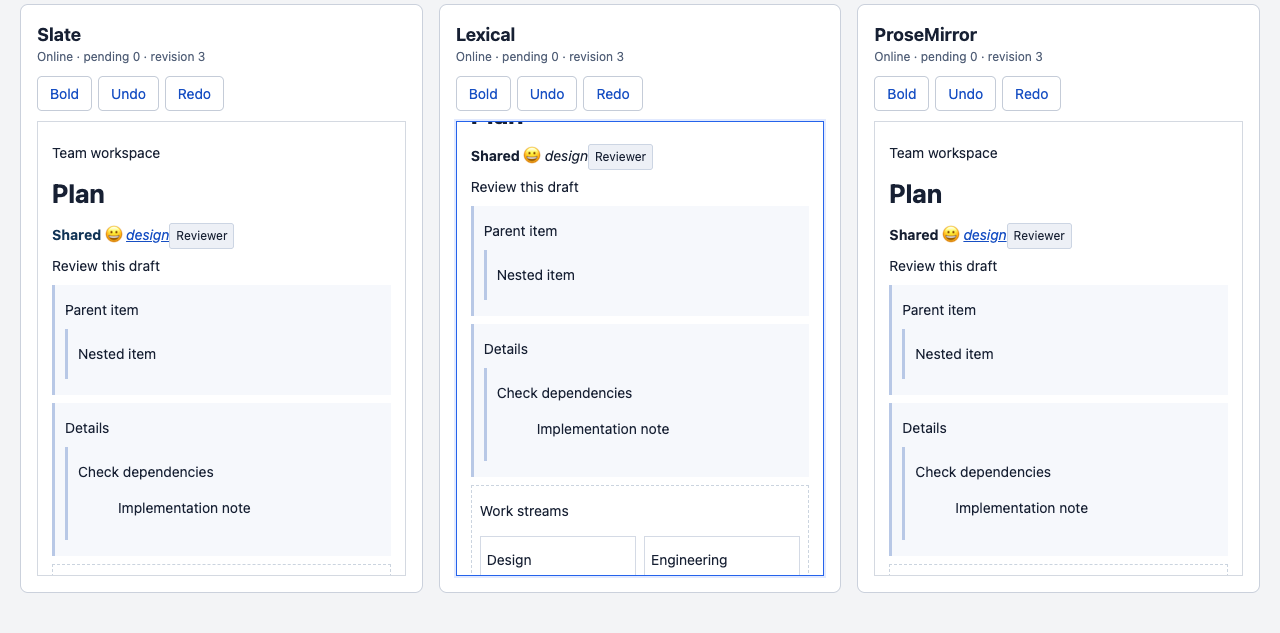 Slate
Online · pending 0 · revision 3
Bold Undo Redo
Team workspace
Plan
Shared 😀 design Reviewer
Review this draft
Parent item
Nested item
Details
Check dependencies
Implementation note
Lexical
Online · pending 0 · revision 3
Bold Undo Redo
Plan
Shared 😀 design Reviewer
Review this draft
Parent item
Nested item
Details
Check dependencies
Implementation note
Work streams
Design Engineering
ProseMirror
Online · pending 0 · revision 3
Bold Undo Redo
Team workspace
Plan
Shared 😀 design Reviewer
Review this draft
Parent item
Nested item
Details
Check dependencies
Implementation note